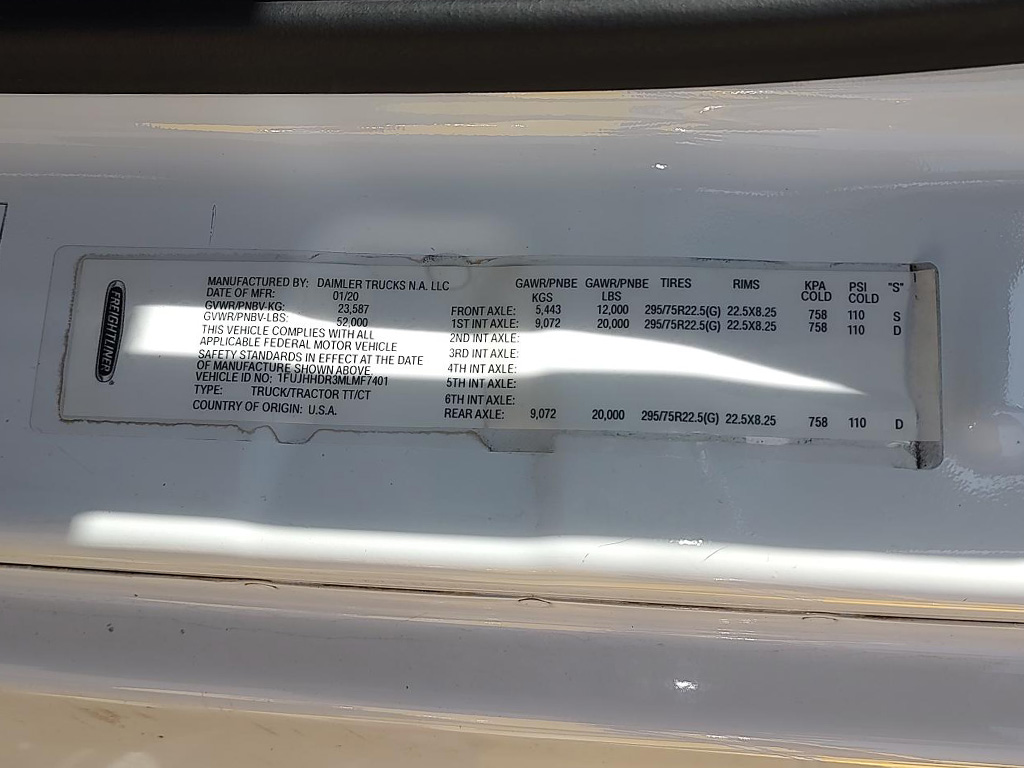 FREIGHTLINER®
MANUFACTURED BY: DAIMLER TRUCKS N.A. LLC
DATE OF MFR: 01/20
GVWR/PNBV-KG: 23,587
GVWR/PNBV-LBS: 52,000
THIS VEHICLE COMPLIES WITH ALL
APPLICABLE FEDERAL MOTOR VEHICLE
SAFETY STANDARDS IN EFFECT AT THE DATE
OF MANUFACTURE SHOWN ABOVE.
VEHICLE ID NO: 1FUJHHDR3MLMF7401
TYPE: TRUCK/TRACTOR TT/CT
COUNTRY OF ORIGIN: U.S.A.
GAWR/PNBE GAWR/PNBE TIRES RIMS KPA PSI "S"
KGS LBS COLD COLD
FRONT AXLE: 5,443 12,000 295/75R22.5(G) 22.5X8.25 758 110 S
1ST INT AXLE: 9,072 20,000 295/75R22.5(G) 22.5X8.25 758 110 D
2ND INT AXLE:
3RD INT AXLE:
4TH INT AXLE:
5TH INT AXLE:
6TH INT AXLE:
REAR AXLE: 9,072 20,000 295/75R22.5(G) 22.5X8.25 758 110 D